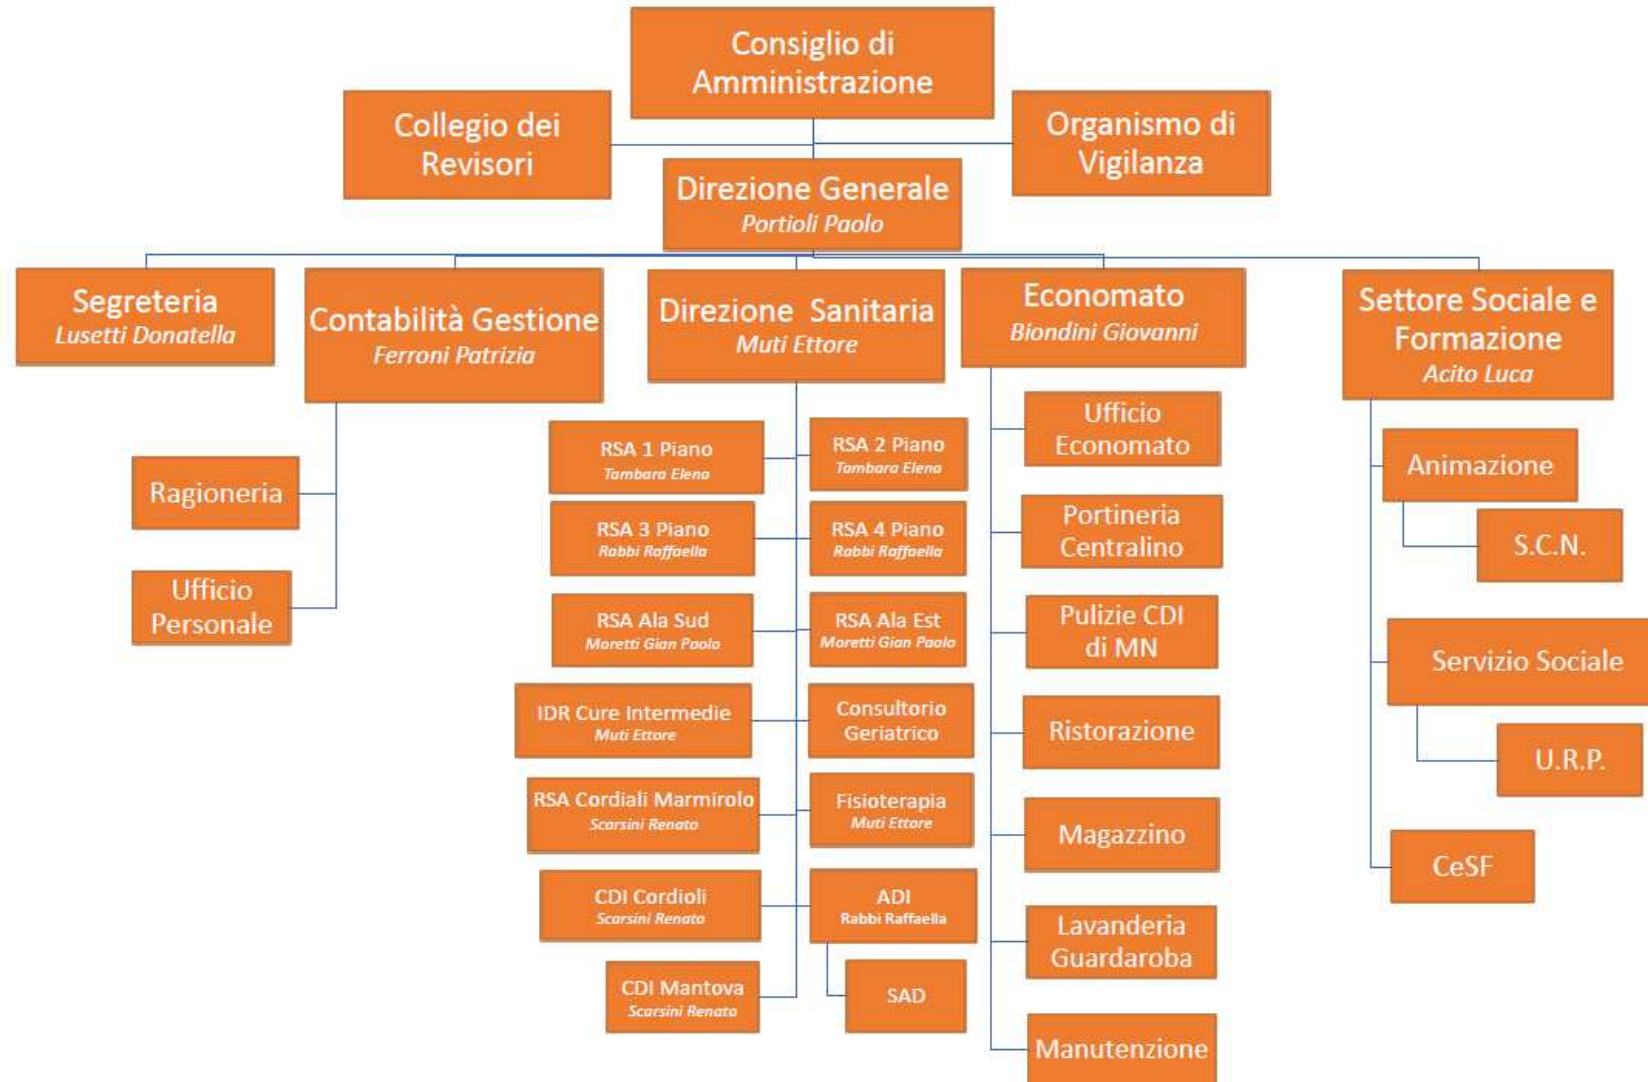 Consiglio di
Amministrazione
Collegio dei
Revisori
Organismo di
Vigilanza
Direzione Generale
Portioli Paolo
Segreteria
Lusetti Donatella
Contabilità Gestione
Ferroni Patrizia
Direzione Sanitaria
Muti Ettore
Economato
Biondini Giovanni
Settore Sociale e
Formazione
Acito Luca
Ragioneria
Ufficio
Personale
RSA 1 Piano
Tambara Elena
RSA 2 Piano
Tambara Elena
RSA 3 Piano
Rabbi Raffaella
RSA 4 Piano
Rabbi Raffaella
RSA Ala Sud
Moretti Gian Paolo
RSA Ala Est
Moretti Gian Paolo
IDR Cure Intermedie
Muti Ettore
Consultorio
Geriatrico
RSA Cordiali Marmirolo
Scarsini Renato
Fisioterapia
Muti Ettore
CDI Cordioli
Scarsini Renato
ADI
Rabbi Raffaella
CDI Mantova
Scarsini Renato
SAD
Ufficio
Economato
Portineria
Centralino
Pulizie CDI
di MN
Ristorazione
Magazzino
Lavanderia
Guardaroba
Manutenzione
Animazione
S.C.N.
Servizio Sociale
U.R.P.
CeSF